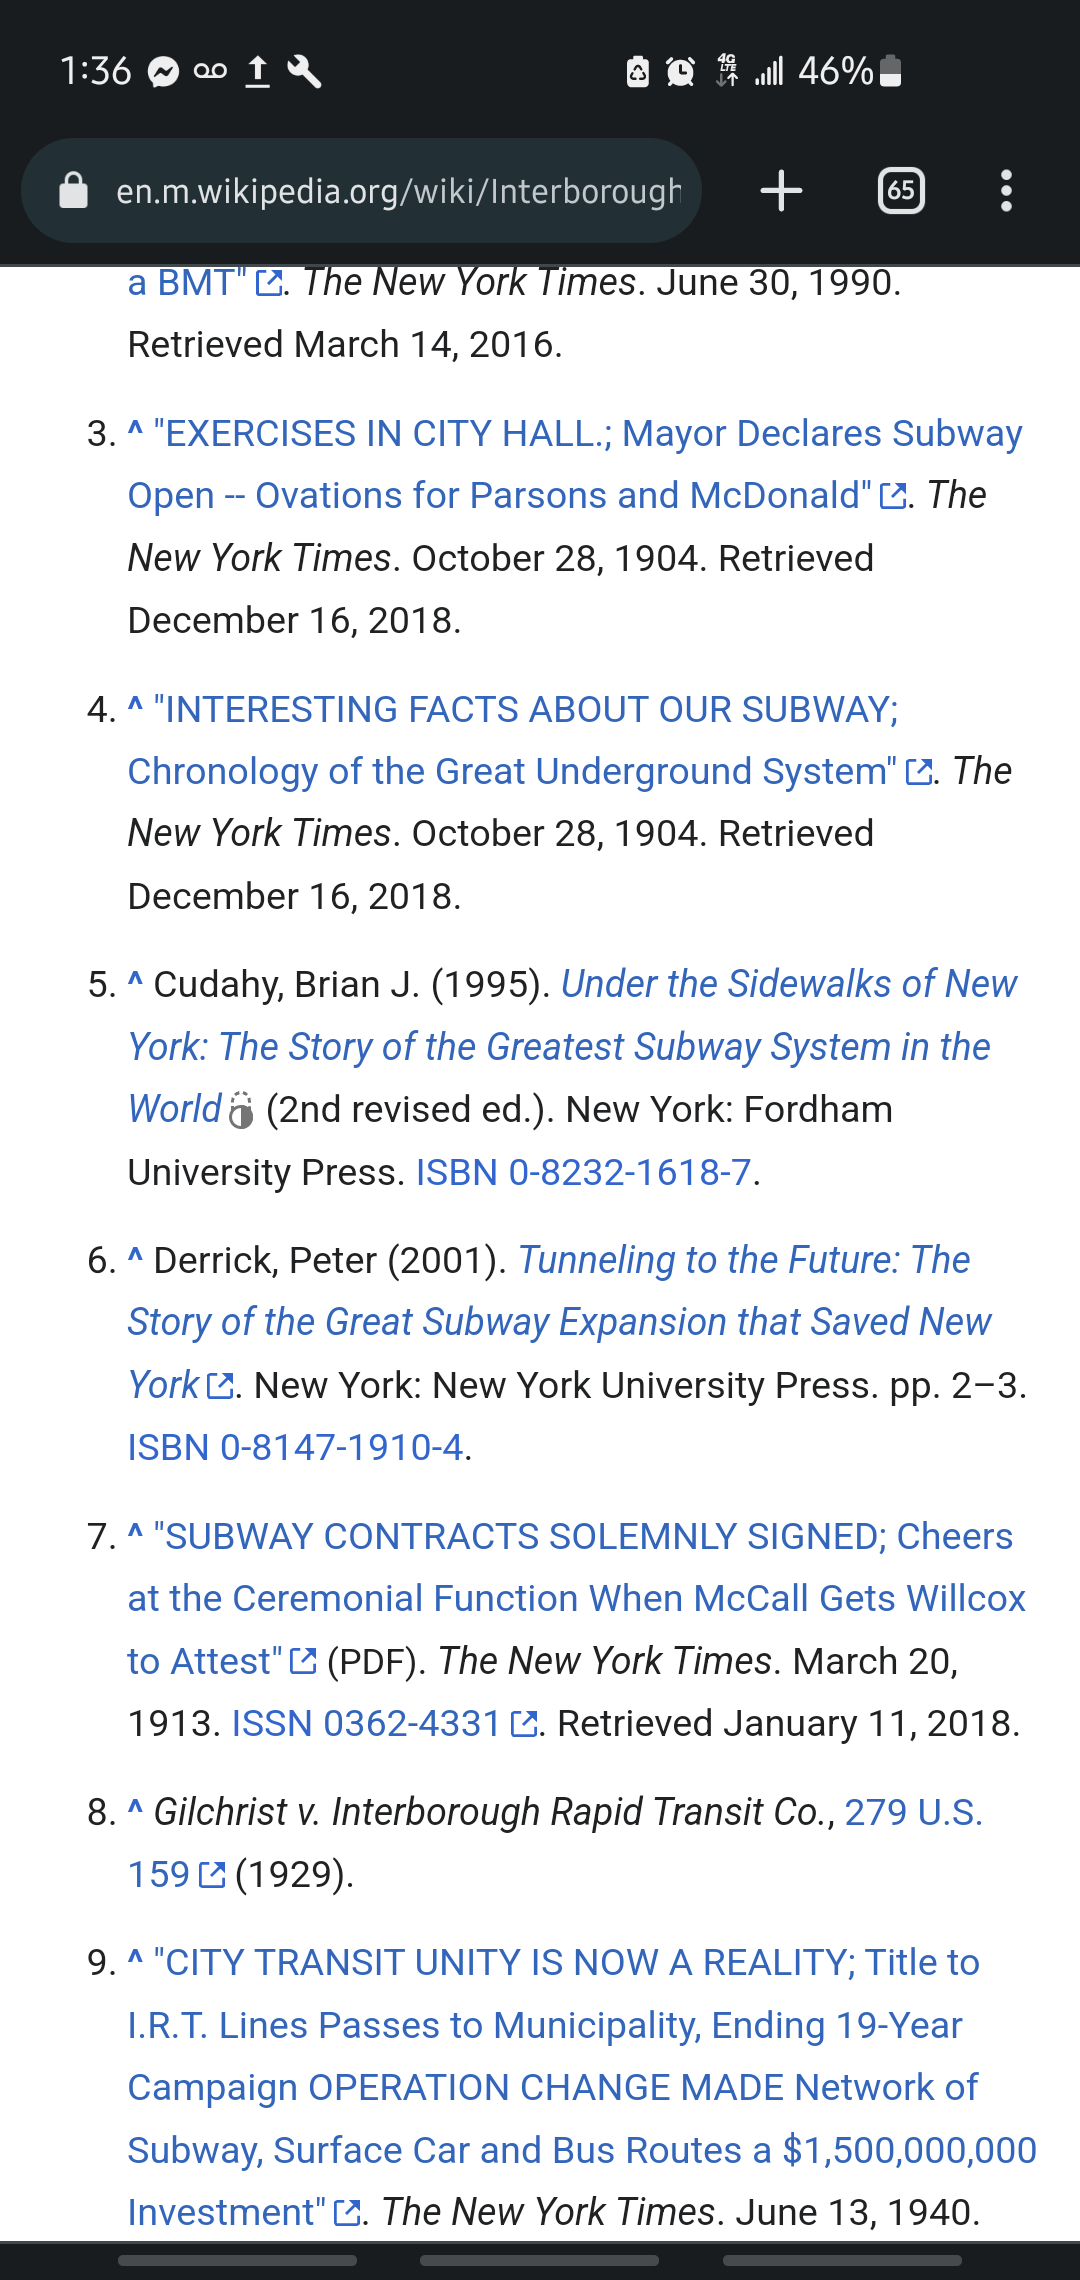 1:36 4G LTE 46%
en.m.wikipedia.org/wiki/Interborough 65
a BMT". The New York Times. June 30, 1990.
Retrieved March 14, 2016.
3. ^ "EXERCISES IN CITY HALL.; Mayor Declares Subway
Open -- Ovations for Parsons and McDonald". The
New York Times. October 28, 1904. Retrieved
December 16, 2018.
4. ^ "INTERESTING FACTS ABOUT OUR SUBWAY;
Chronology of the Great Underground System". The
New York Times. October 28, 1904. Retrieved
December 16, 2018.
5. ^ Cudahy, Brian J. (1995). Under the Sidewalks of New
York: The Story of the Greatest Subway System in the
World (2nd revised ed.). New York: Fordham
University Press. ISBN 0-8232-1618-7.
6. ^ Derrick, Peter (2001). Tunneling to the Future: The
Story of the Great Subway Expansion that Saved New
York. New York: New York University Press. pp. 2–3.
ISBN 0-8147-1910-4.
7. ^ "SUBWAY CONTRACTS SOLEMNLY SIGNED; Cheers
at the Ceremonial Function When McCall Gets Willcox
to Attest" (PDF). The New York Times. March 20,
1913. ISSN 0362-4331. Retrieved January 11, 2018.
8. ^ Gilchrist v. Interborough Rapid Transit Co., 279 U.S.
159 (1929).
9. ^ "CITY TRANSIT UNITY IS NOW A REALITY; Title to
I.R.T. Lines Passes to Municipality, Ending 19-Year
Campaign OPERATION CHANGE MADE Network of
Subway, Surface Car and Bus Routes a $1,500,000,000
Investment". The New York Times. June 13, 1940.